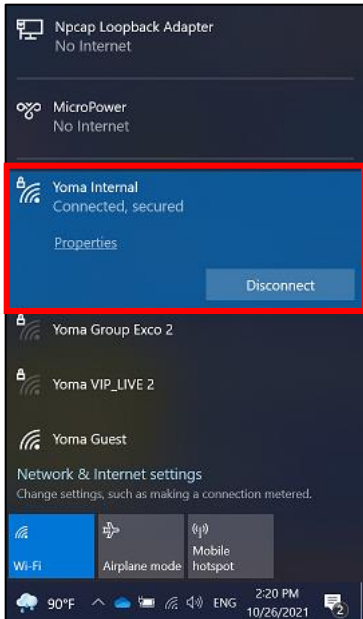 Npcap Loopback Adapter
No Internet
MicroPower
No Internet
Yoma Internal
Connected, secured
Properties
Disconnect
Yoma Group Exco 2
Yoma VIP_LIVE 2
Yoma Guest
Network & Internet settings
Change settings, such as making a connection metered.
Wi-Fi
Airplane mode
Mobile
hotspot
90°F
ENG
2:20 PM
10/26/2021
2